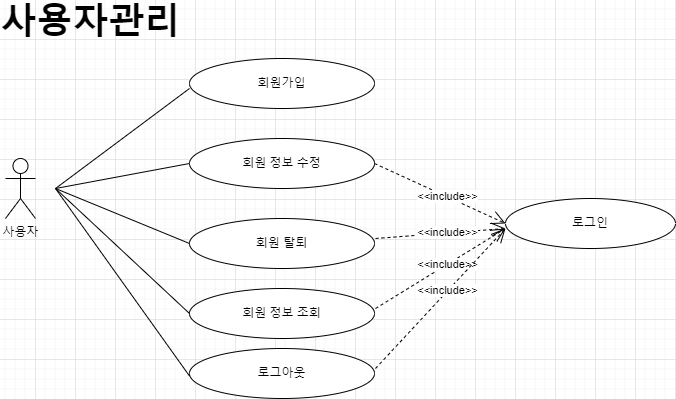 사용자관리
회원가입
회원 정보 수정
<<include>>
로그인
사용자
회원 탈퇴
<<include>>
<<include>>
회원 정보 조회
<<include>>
로그아웃